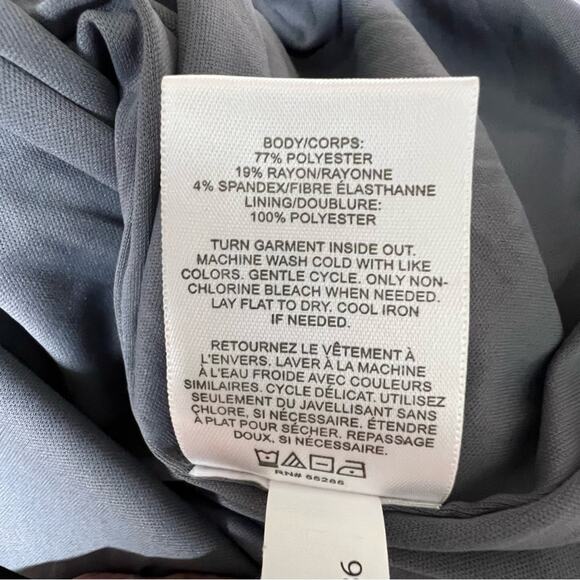 BODY/CORPS:
77% POLYESTER
19% RAYON/RAYONNE
4% SPANDEX/FIBRE ÉLASTHANNE
LINING/DOUBLURE:
100% POLYESTER
TURN GARMENT INSIDE OUT.
MACHINE WASH COLD WITH LIKE
COLORS. GENTLE CYCLE. ONLY NON-
CHLORINE BLEACH WHEN NEEDED.
LAY FLAT TO DRY. COOL IRON
IF NEEDED.
RETOURNEZ LE VÊTEMENT À
L'ENVERS. LAVER À LA MACHINE
À L'EAU FROIDE AVEC COULEURS
SIMILAIRES. CYCLE DÉLICAT. UTILISEZ
SEULEMENT DU JAVELLISANT SANS
CHLORE, SI NÉCESSAIRE. ÉTENDRE
À PLAT POUR SÉCHER. REPASSAGE
DOUX. SI NÉCESSAIRE.
RN# 55285